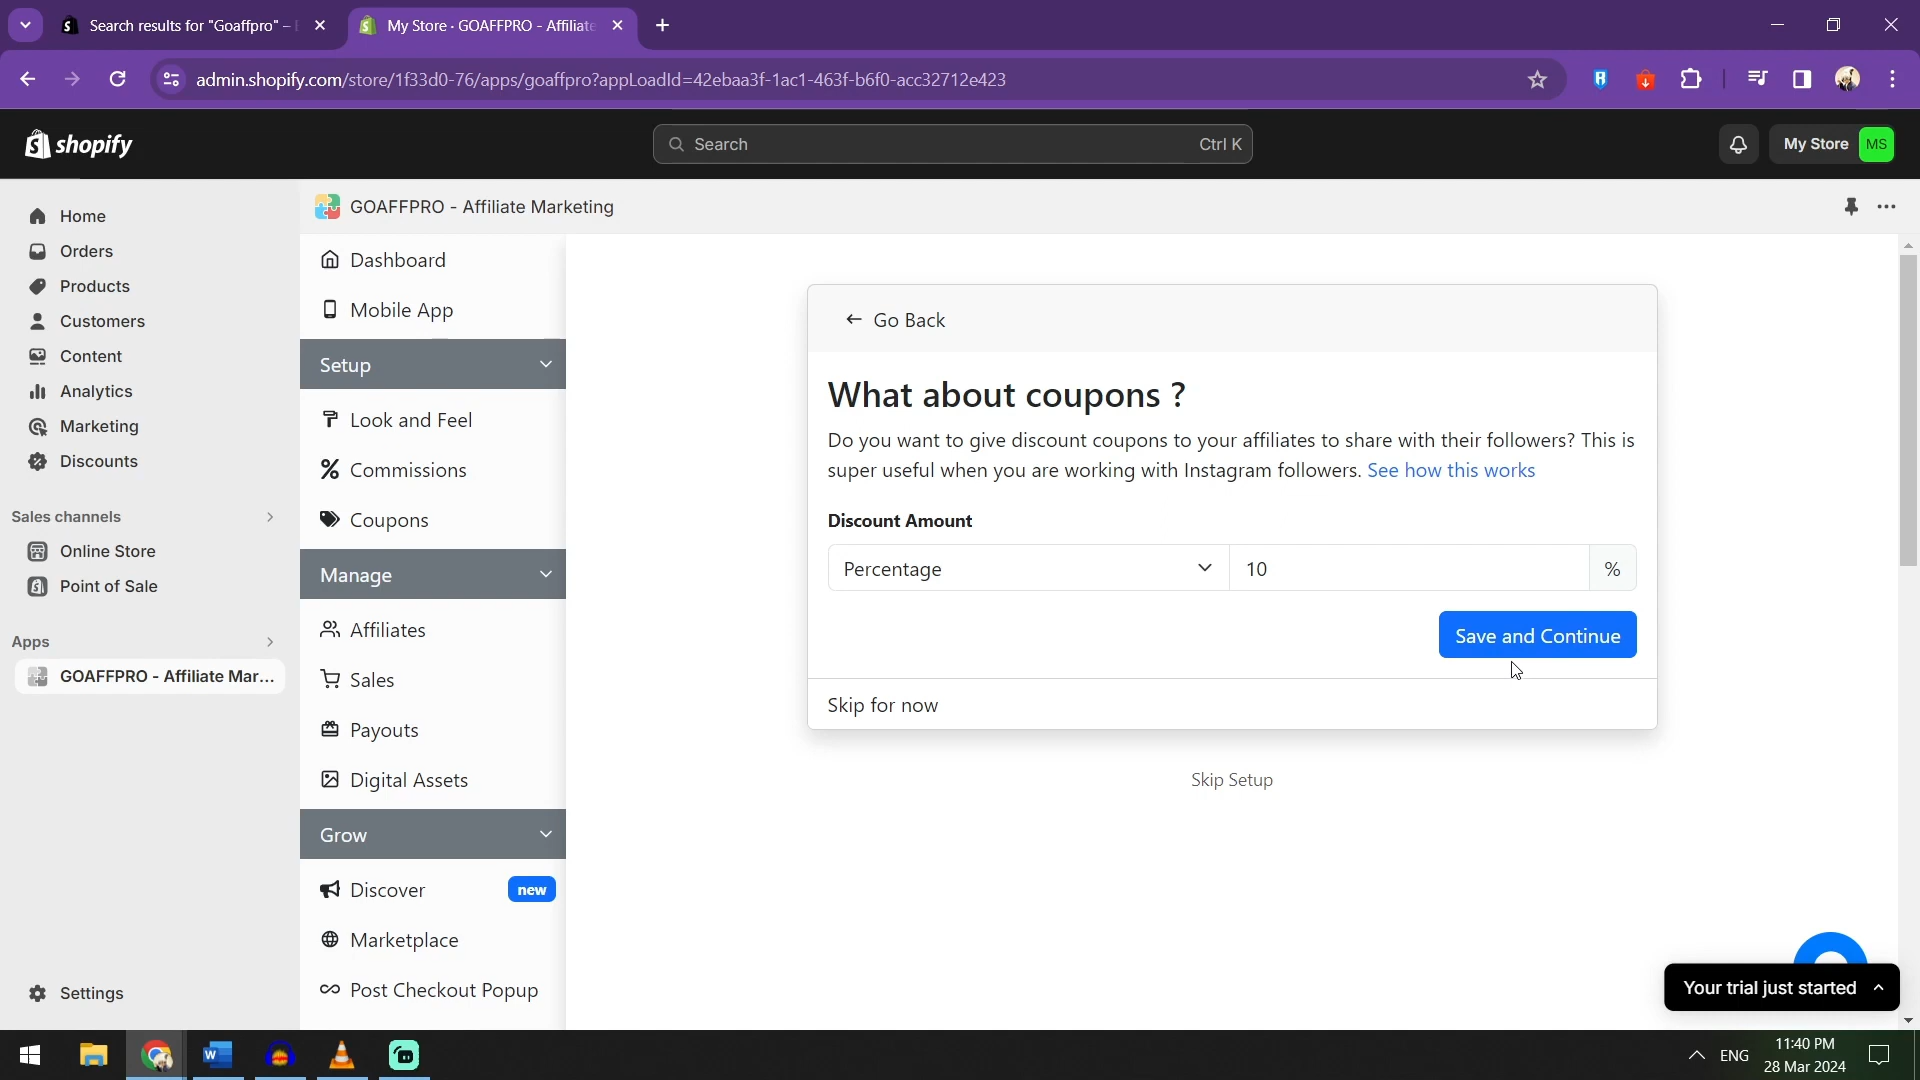 Search results for "Goaffpro" –
My Store · GOAFFPRO - Affiliate
admin.shopify.com/store/1f33d0-76/apps/goaffpro?appLoadId=42ebaa3f-1ac1-463f-b6f0-acc32712e423
shopify
Search
Ctrl K
My Store
MS
Home
Orders
Products
Customers
Content
Analytics
Marketing
Discounts
Sales channels
Online Store
Point of Sale
Apps
GOAFFPRO - Affiliate Mar...
Settings
GOAFFPRO - Affiliate Marketing
Dashboard
Mobile App
Setup
Look and Feel
Commissions
Coupons
Manage
Affiliates
Sales
Payouts
Digital Assets
Grow
Discover new
Marketplace
Post Checkout Popup
Go Back
What about coupons ?
Do you want to give discount coupons to your affiliates to share with their followers? This is
super useful when you are working with Instagram followers. See how this works
Discount Amount
Percentage 10 %
Save and Continue
Skip for now
Skip Setup
Your trial just started
ENG
11:40 PM
28 Mar 2024